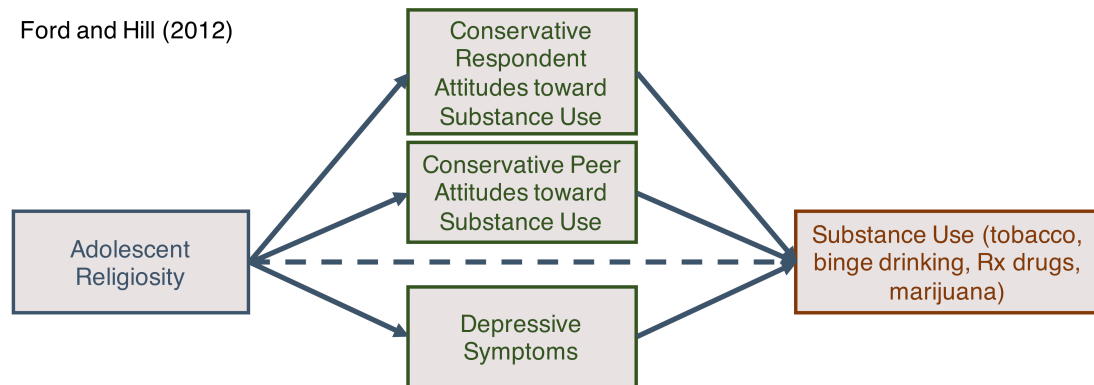 Ford and Hill (2012)
Conservative
Respondent
Attitudes toward
Substance Use
Conservative Peer
Attitudes toward
Substance Use
Adolescent
Religiosity
Substance Use (tobacco,
binge drinking, Rx drugs,
marijuana)
Depressive
Symptoms